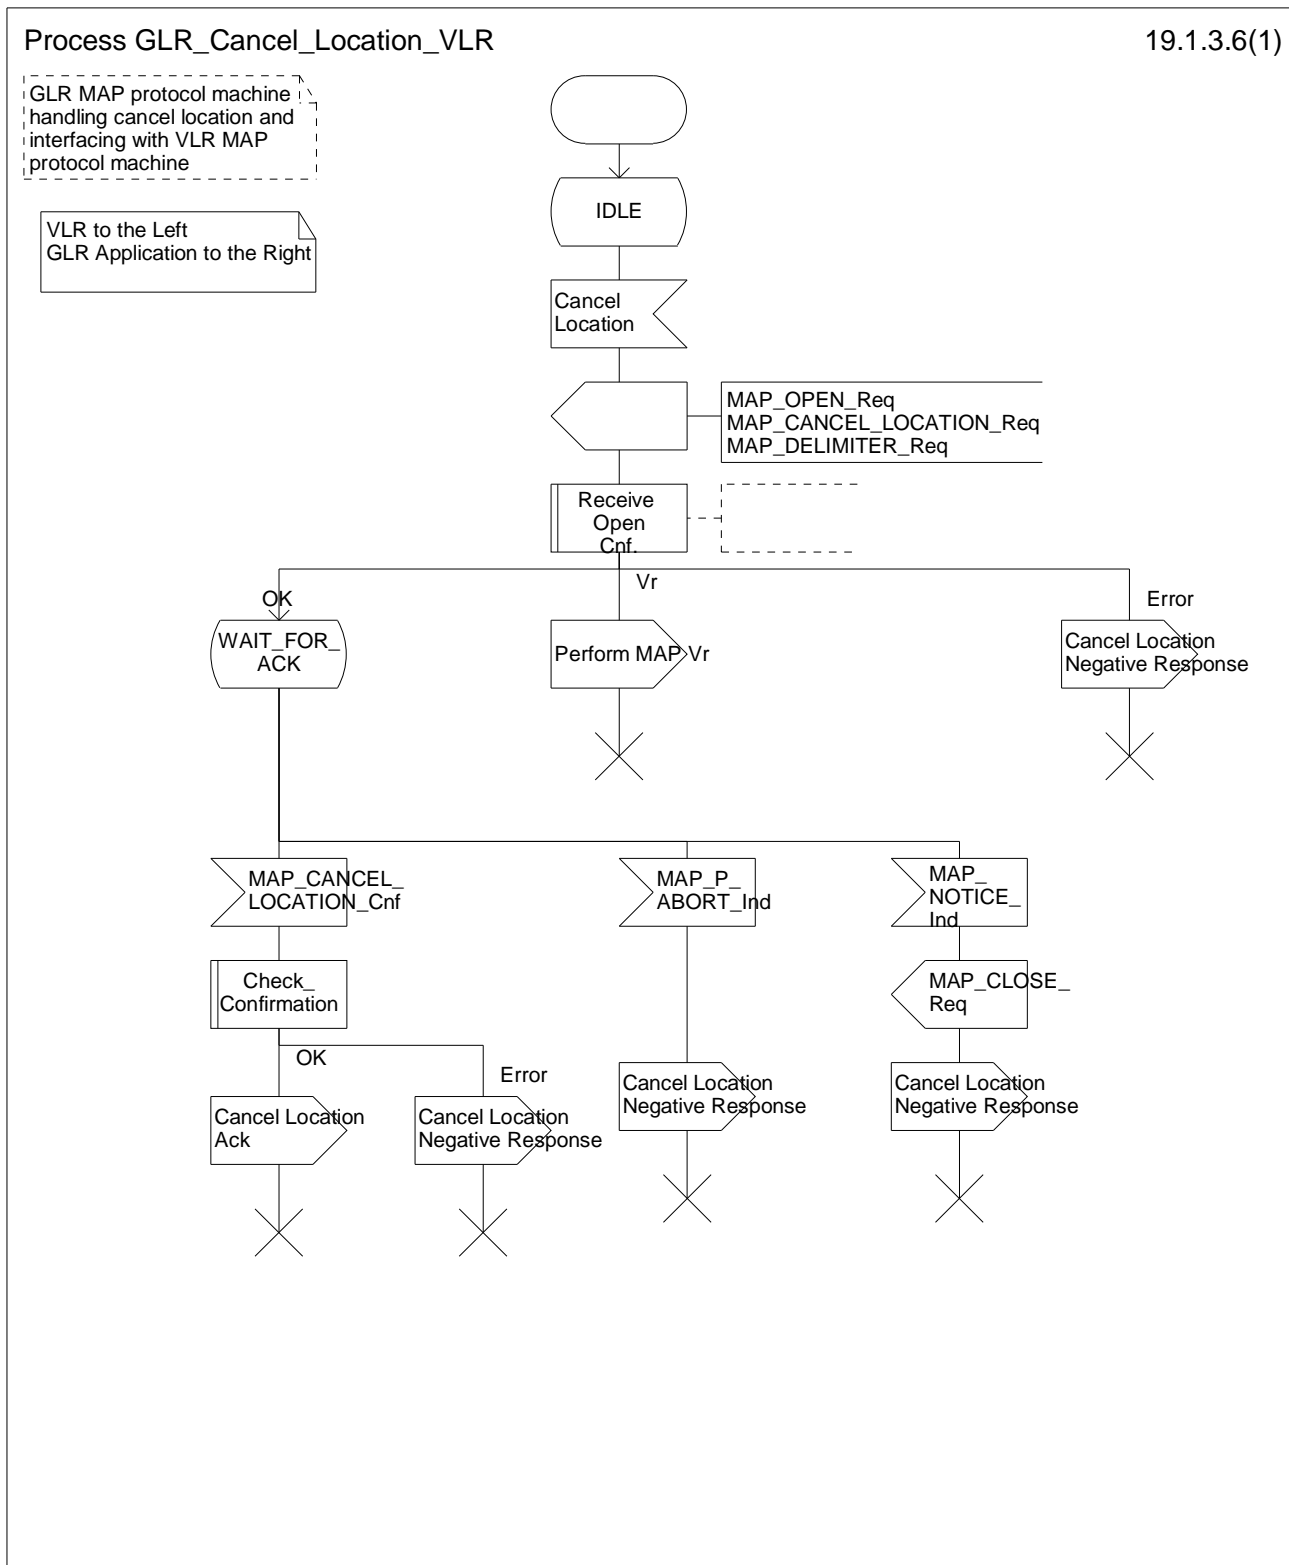 Process GLR_Cancel_Location_VLR
19.1.3.6(1)
GLR MAP protocol machine
handling cancel location and
interfacing with VLR MAP
protocol machine
VLR to the Left
GLR Application to the Right
IDLE
Cancel
Location
MAP_OPEN_Req
MAP_CANCEL_LOCATION_Req
MAP_DELIMITER_Req
Receive
Open
Cnf.
Vr
OK
Error
WAIT_FOR_
ACK
Perform MAP Vr
Cancel Location
Negative Response
MAP_CANCEL_
LOCATION_Cnf
MAP_P_
ABORT_Ind
MAP_
NOTICE_
Ind
Check_
Confirmation
MAP_CLOSE_
Req
OK
Error
Cancel Location
Ack
Cancel Location
Negative Response
Cancel Location
Negative Response
Cancel Location
Negative Response